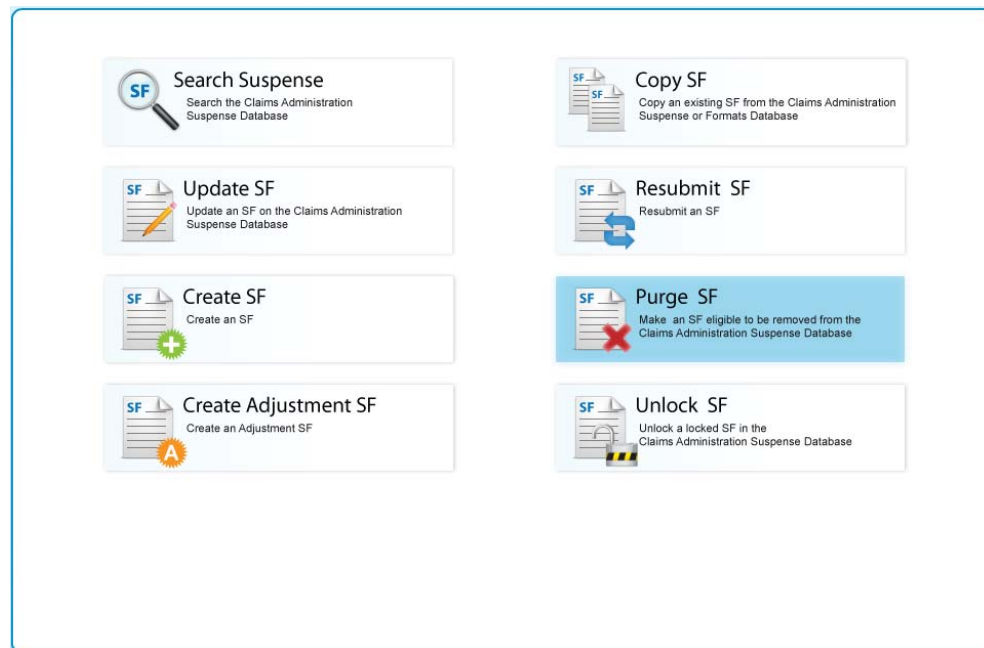 SF
Search Suspense
Search the Claims Administration
Suspense Database
SF
Update SF
Update an SF on the Claims Administration
Suspense Database
SF
Create SF
Create an SF
SF
Create Adjustment SF
Create an Adjustment SF
A
SF
SF
Copy SF
Copy an existing SF from the Claims Administration
Suspense or Formats Database
SF
Resubmit SF
Resubmit an SF
SF
Purge SF
Make an SF eligible to be removed from the
Claims Administration Suspense Database
SF
Unlock SF
Unlock a locked SF in the
Claims Administration Suspense Database